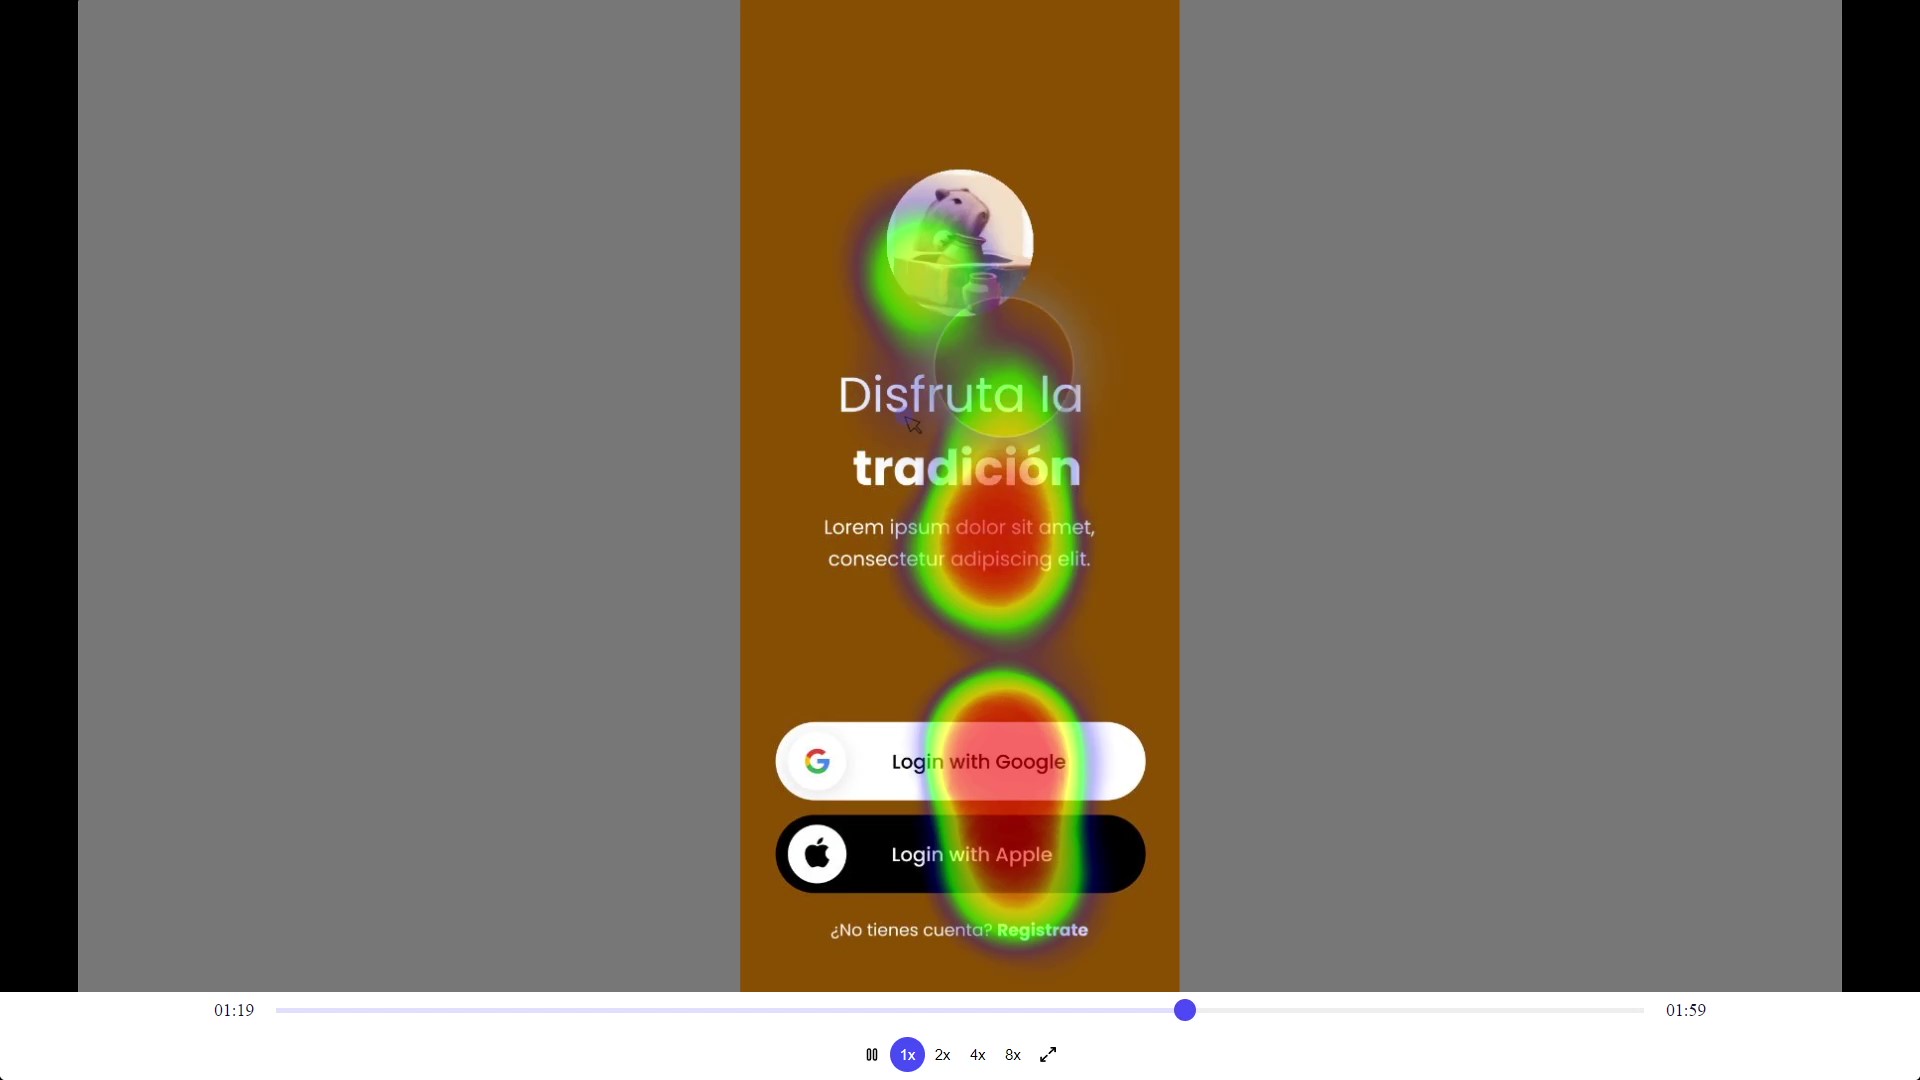 Disfruta la
tradición
Lorem ipsum dolor sit amet,
consectetur adipiscing elit.
Login with Google
Login with Apple
¿No tienes cuenta? Registrate
01:19
01:59
1x 2x 4x 8x